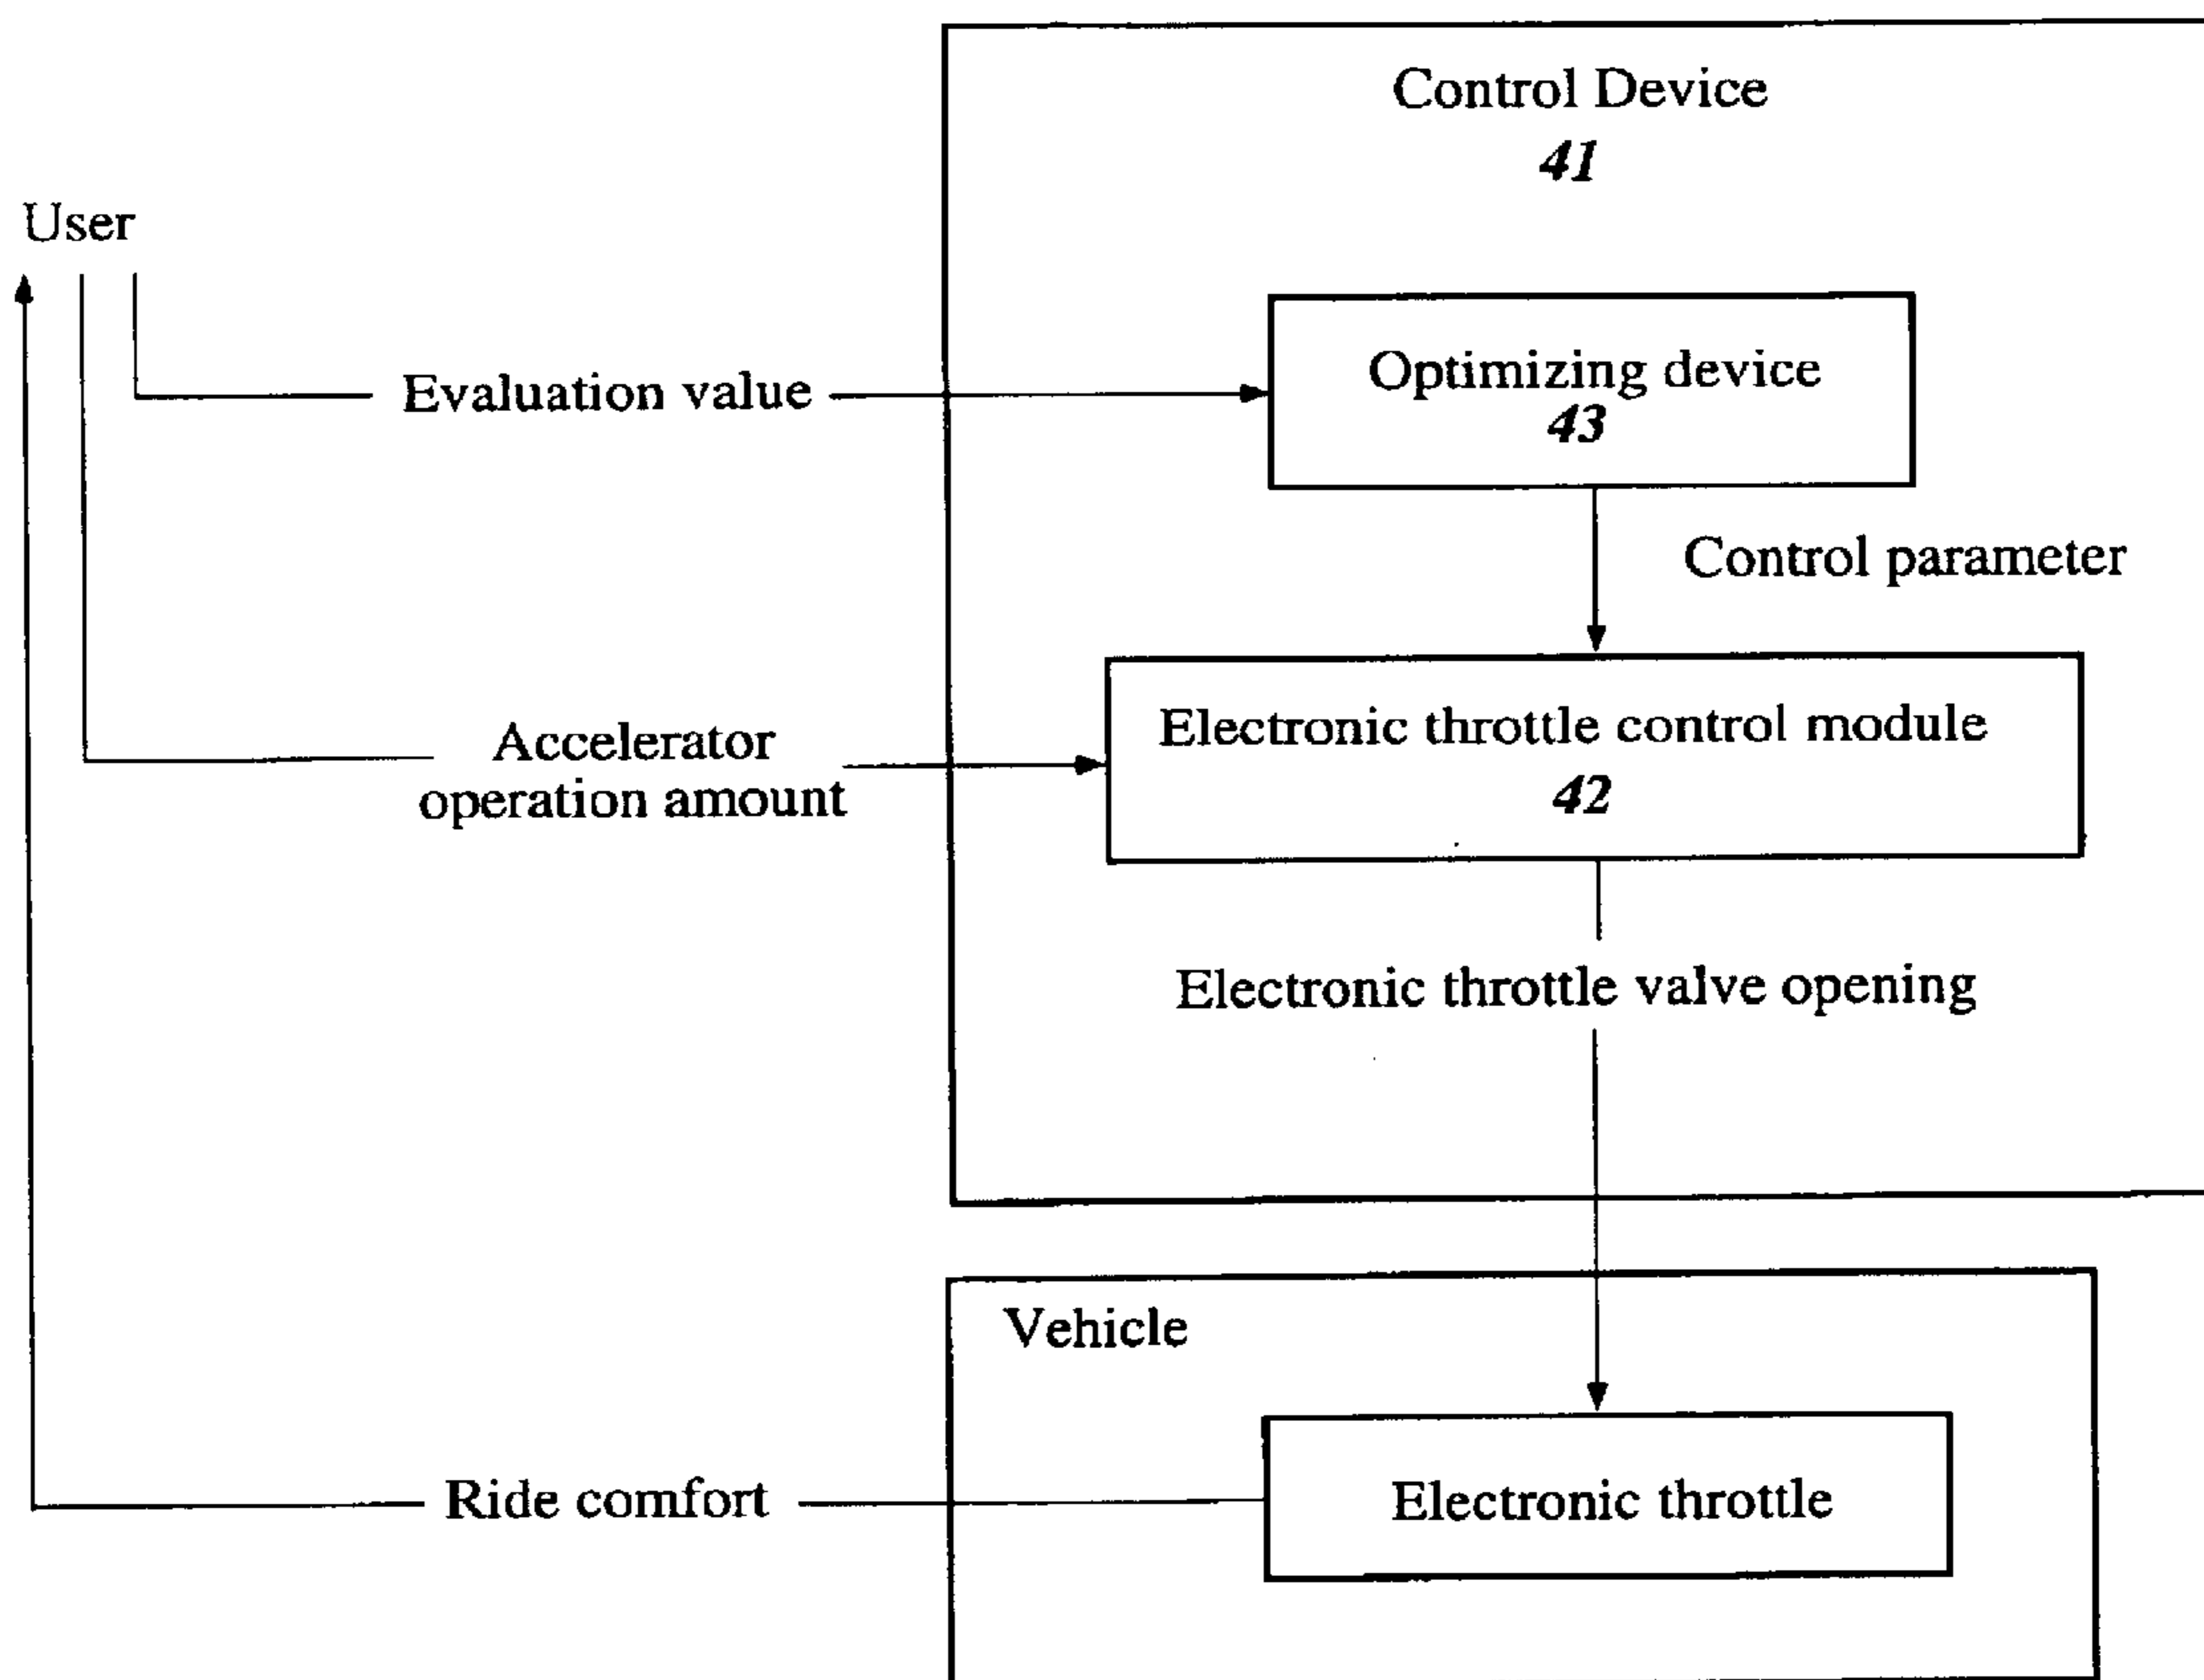 Control Device
41
User
Optimizing device
43
Evaluation value
Control parameter
Electronic throttle control module
42
Accelerator
operation amount
Electronic throttle valve opening
Vehicle
Electronic throttle
Ride comfort